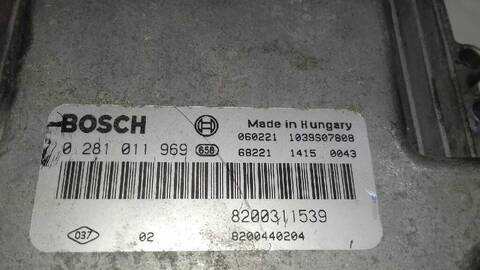 BOSCH
Made in Hungary
060221 1039S07808
0 281 011 969 656
68221 1415 0043
8200311539
037 02 8200440204